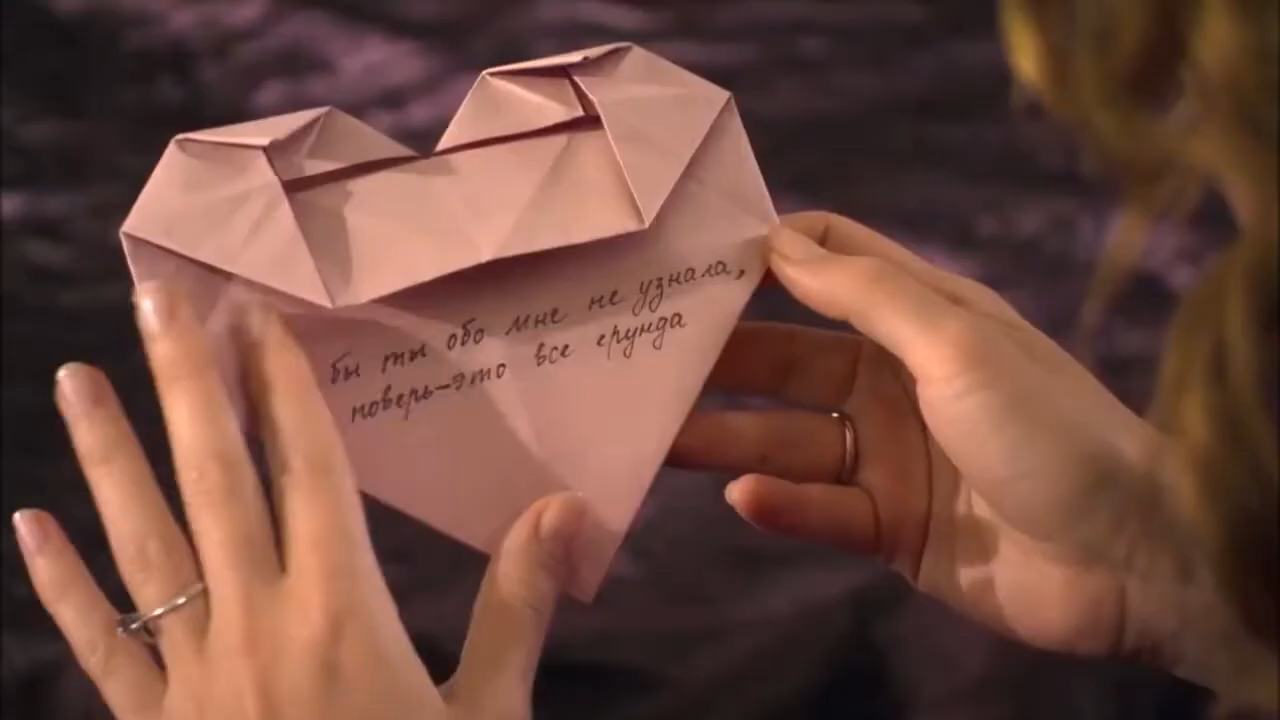 бы ты обо мне не узнала,
поверь-это все ерунда